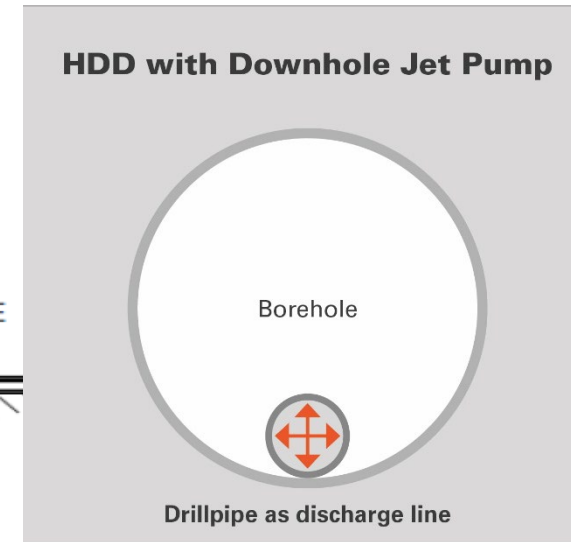 HDD with Downhole Jet Pump
E
Borehole
Drillpipe as discharge line